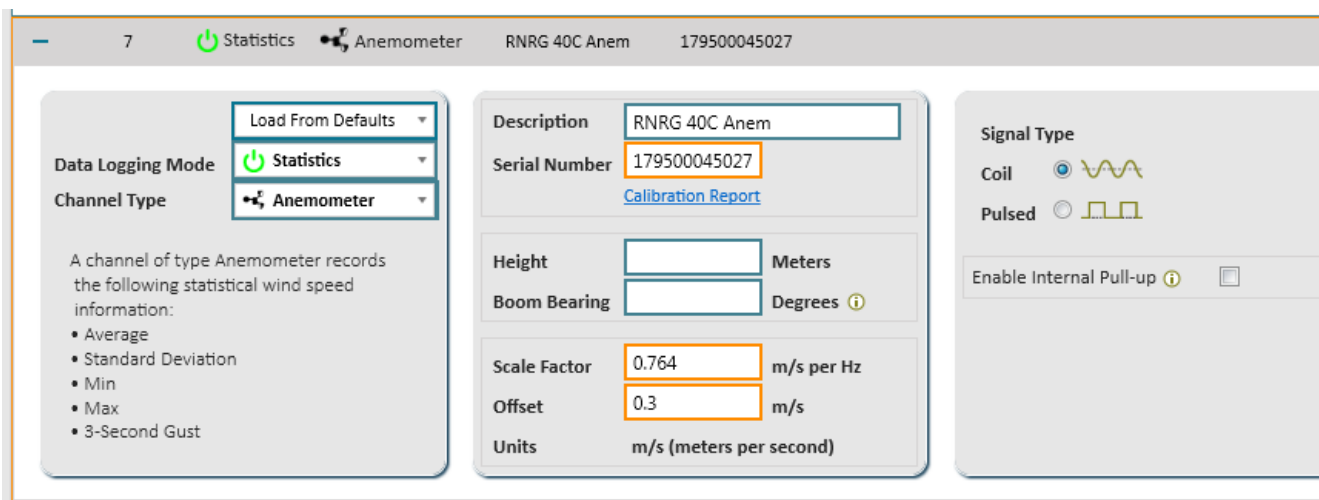 7 Statistics Anemometer RNRG 40C Anem 179500045027
Load From Defaults
Data Logging Mode Statistics
Channel Type Anemometer
A channel of type Anemometer records
the following statistical wind speed
information:
• Average
• Standard Deviation
• Min
• Max
• 3-Second Gust
Description RNRG 40C Anem
Serial Number 179500045027
Calibration Report
Height Meters
Boom Bearing Degrees
Scale Factor 0.764 m/s per Hz
Offset 0.3 m/s
Units m/s (meters per second)
Signal Type
Coil
Pulsed
Enable Internal Pull-up